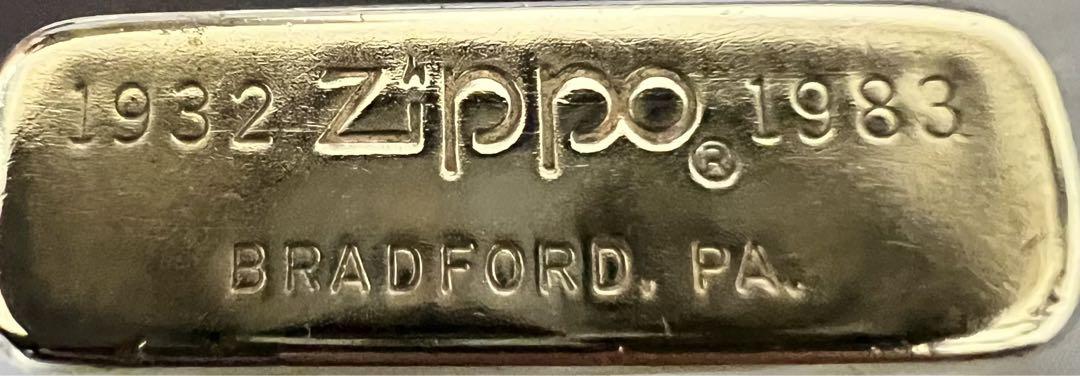 1932 Zippo® 1983
BRADFORD, PA.